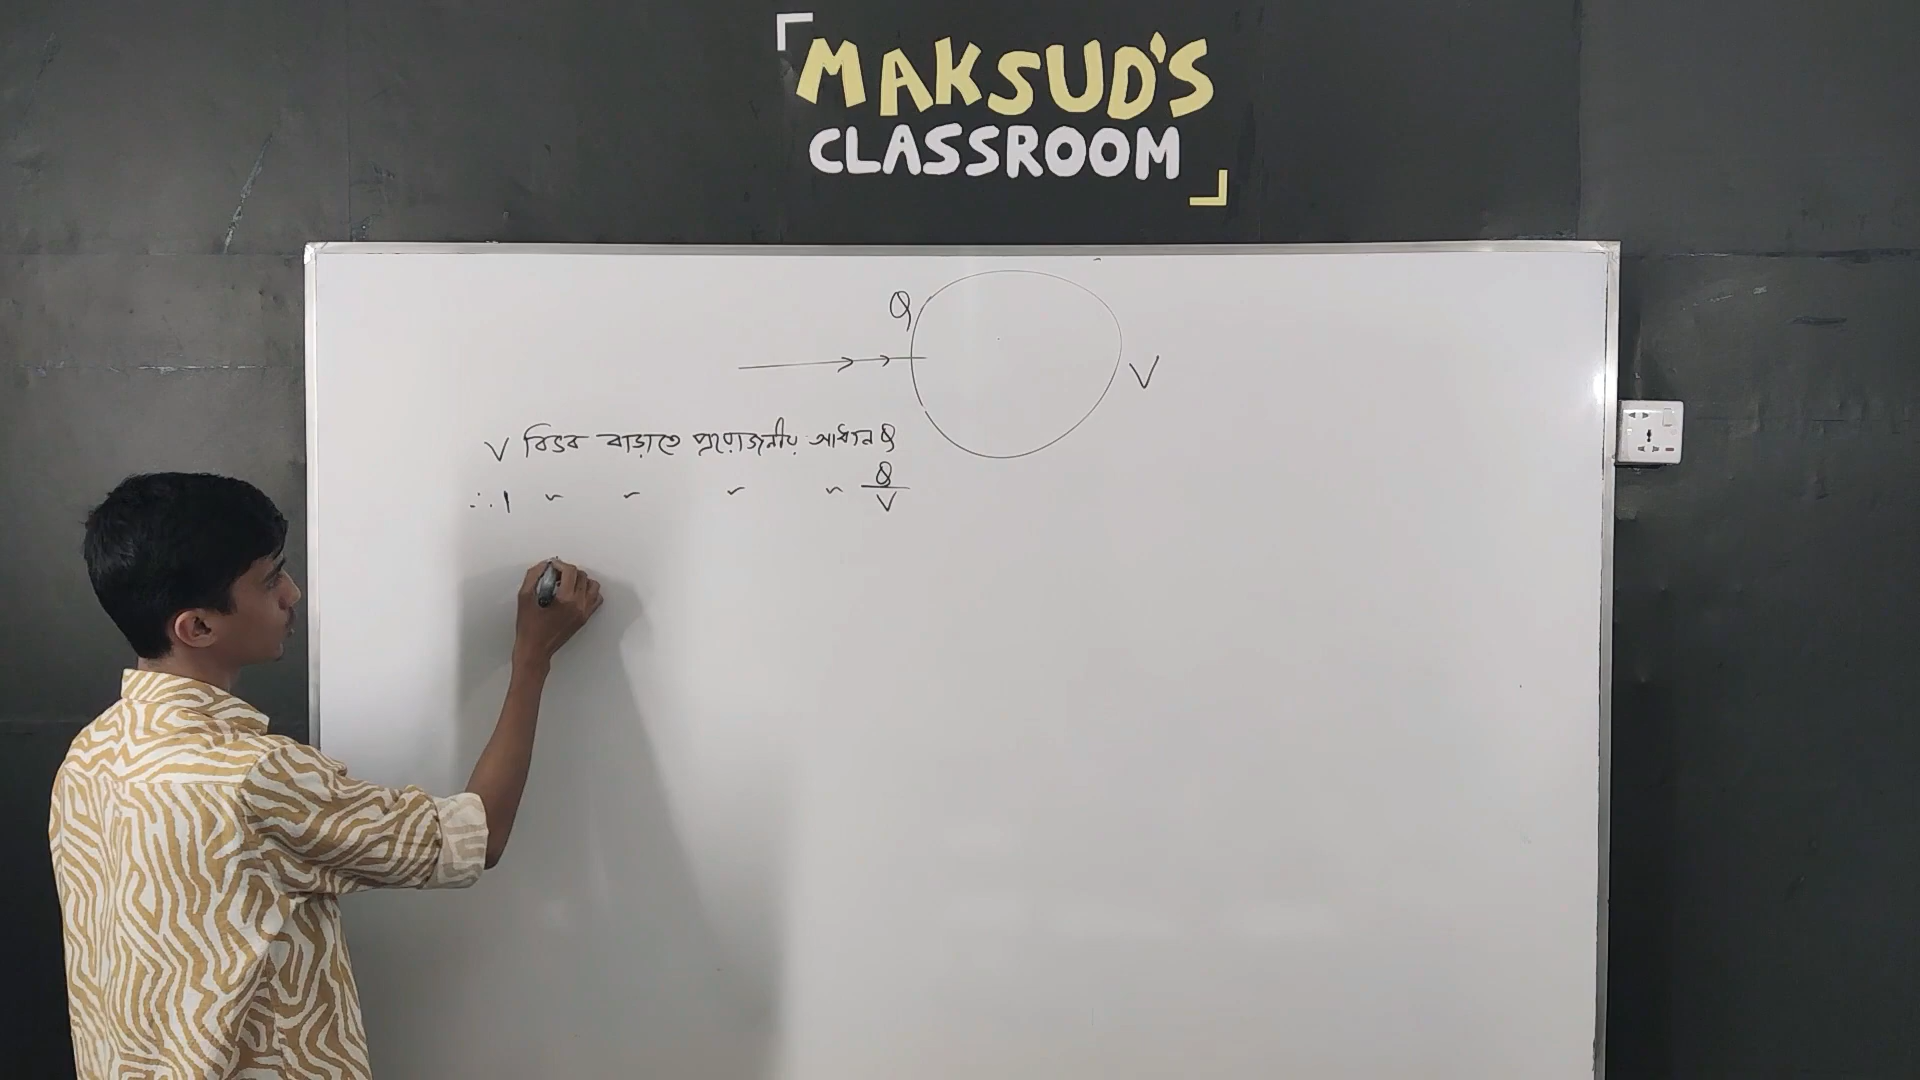 MAKSUD'S
CLASSROOM
Q
V
V বিভব বাড়াতে প্রয়োজনীয় আধান Q
∴ 1 " " " " Q/V